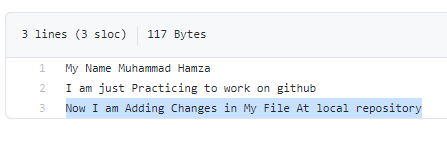 3 lines (3 sloc) 117 Bytes
1 My Name Muhammad Hamza
2 I am just Practicing to work on github
3 Now I am Adding Changes in My File At local repository